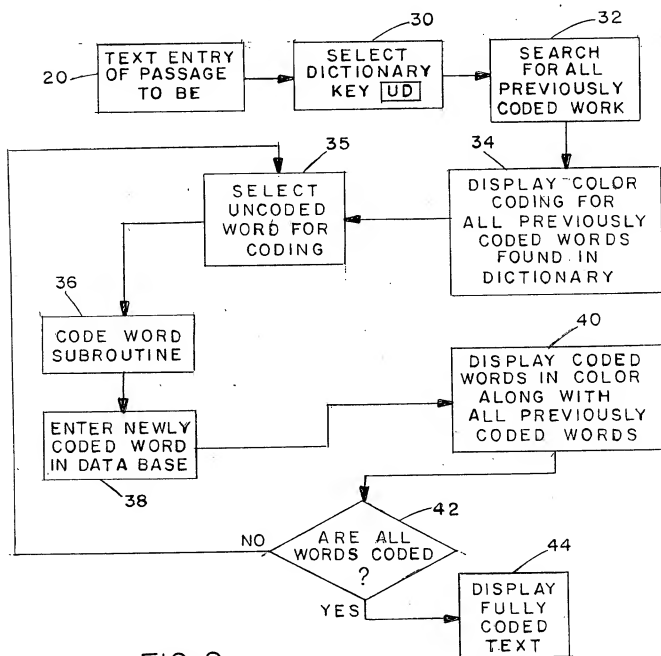 20
TEXT ENTRY
OF PASSAGE
TO BE
30
SELECT
DICTIONARY
KEY UD
32
SEARCH
FOR ALL
PREVIOUSLY
CODED WORK
34
DISPLAY COLOR
CODING FOR
ALL PREVIOUSLY
CODED WORDS
FOUND IN
DICTIONARY
35
SELECT
UNCODED
WORD FOR
CODING
36
CODE WORD
SUBROUTINE
ENTER NEWLY
CODED WORD
IN DATA BASE
38
40
DISPLAY CODED
WORDS IN COLOR
ALONG WITH
ALL PREVIOUSLY
CODED WORDS
42
ARE ALL
WORDS CODED
?
NO
YES
44
DISPLAY
FULLY
CODED
TEXT